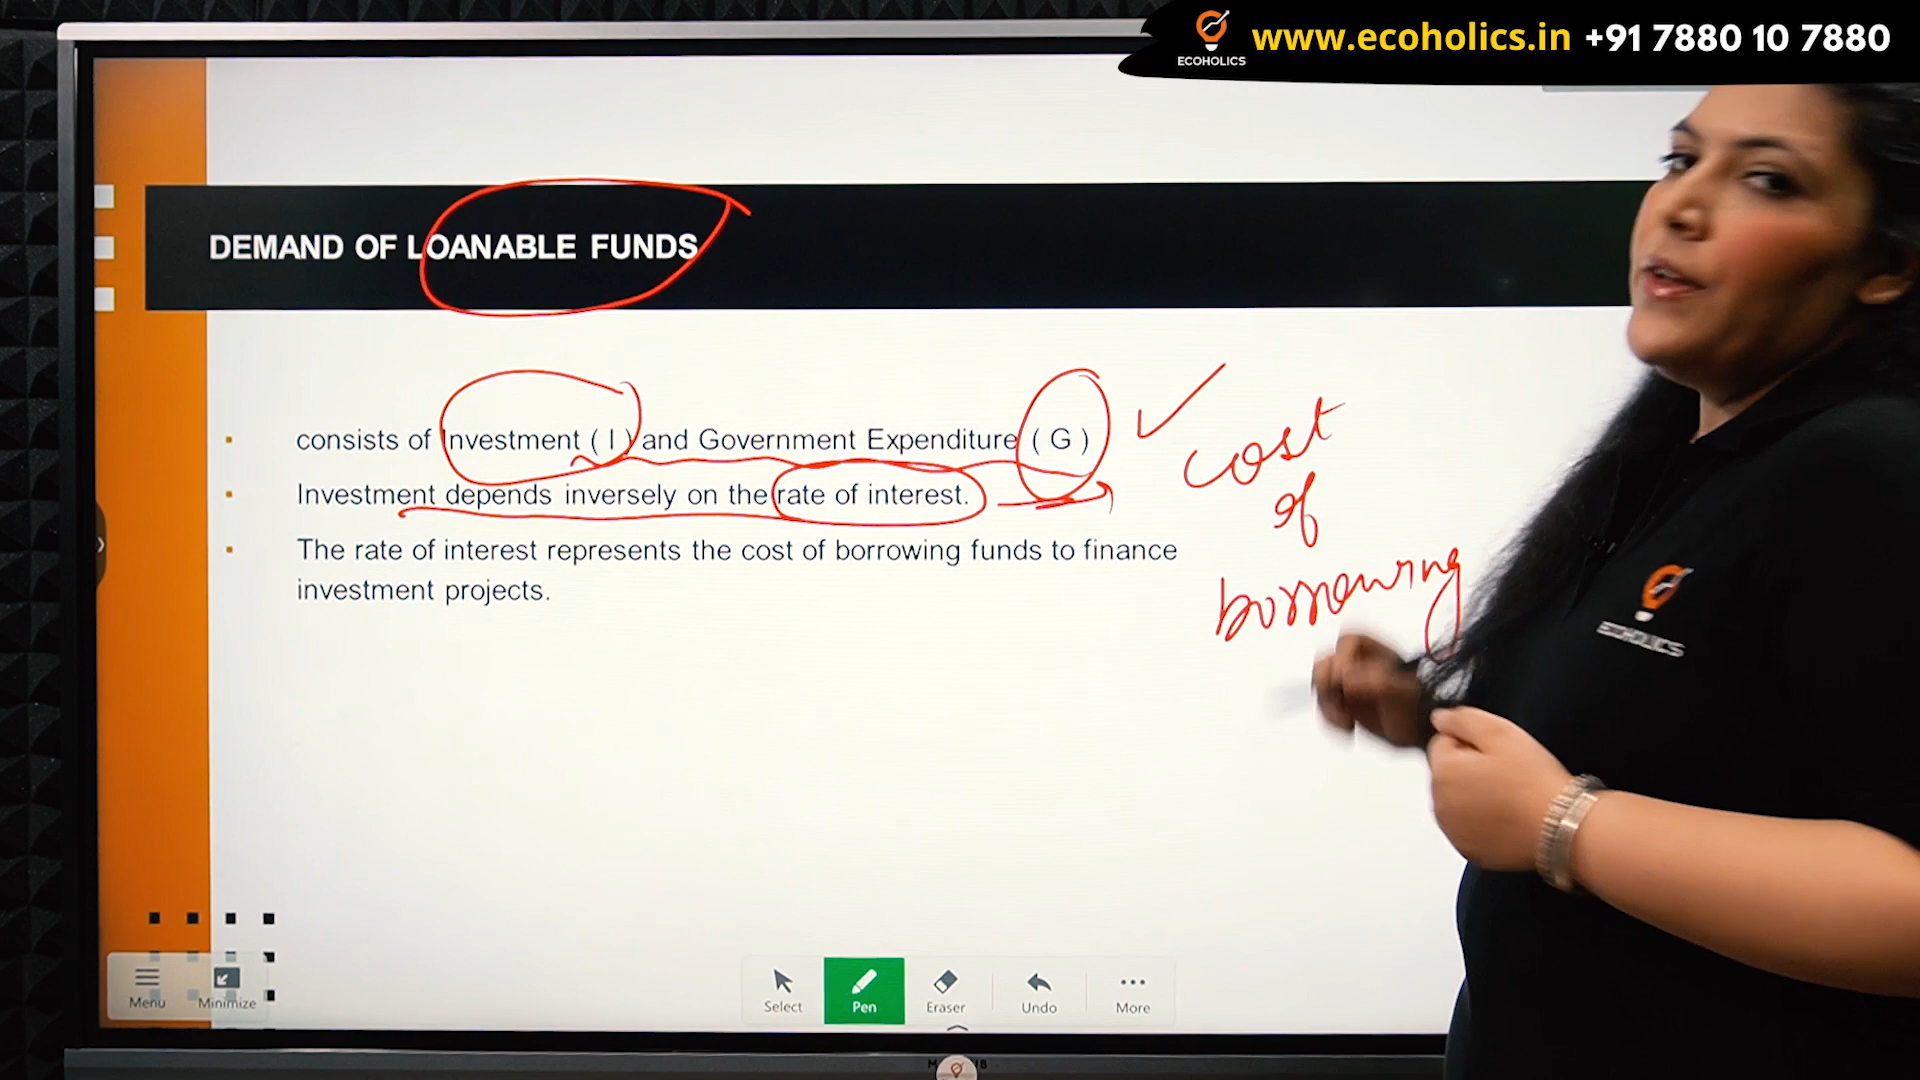 www.ecoholics.in +91 7880 10 7880
ECOHOLICS
DEMAND OF LOANABLE FUNDS
▪ consists of Investment ( I ) and Government Expenditure ( G )
▪ Investment depends inversely on the rate of interest.
▪ The rate of interest represents the cost of borrowing funds to finance
investment projects.
cost
of
borrowing
ECOHOLICS
Menu
Minimize
Select
Pen
Eraser
Undo
More